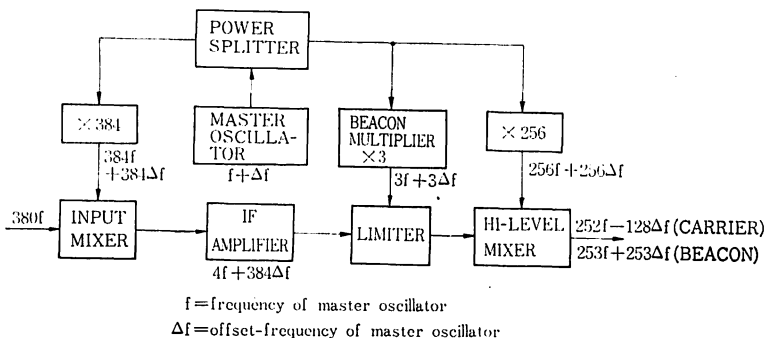 POWER
SPLITTER
×384
MASTER
OSCILLA-
TOR
BEACON
MULTIPLIER
×3
×256
384f
+384Δf
f+Δf
3f+3Δf
256f+256Δf
380f
INPUT
MIXER
IF
AMPLIFIER
LIMITER
HI-LEVEL
MIXER
252f-128Δf (CARRIER)
253f+253Δf (BEACON)
4f+384Δf
f=frequency of master oscillator
Δf=offset-frequency of master oscillator